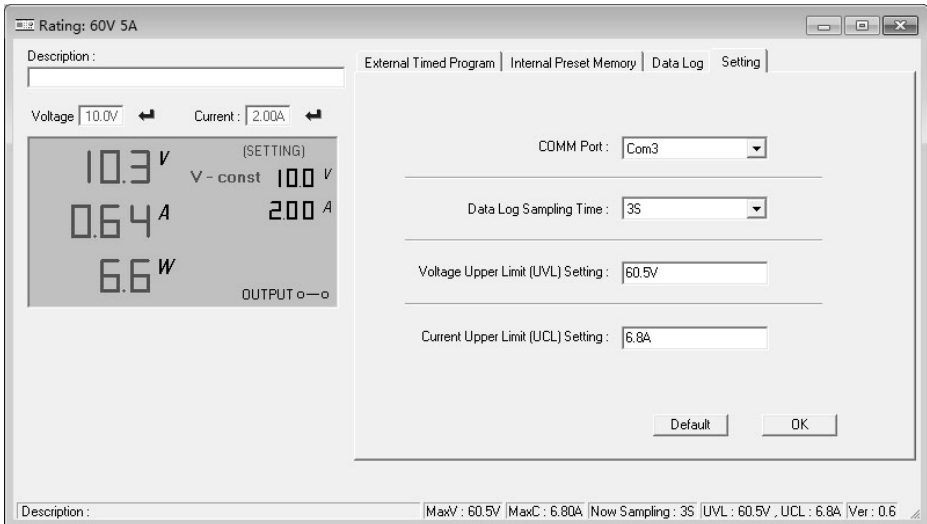 Rating: 60V 5A
Description :
Voltage 10.0V Current : 2.00A
10.3 V
0.64 A
6.6 W
(SETTING)
V - const 10.0 V
2.00 A
OUTPUT
External Timed Program Internal Preset Memory Data Log Setting
COMM Port : Com3
Data Log Sampling Time : 3S
Voltage Upper Limit (UVL) Setting : 60.5V
Current Upper Limit (UCL) Setting : 6.8A
Default OK
Description : MaxV : 60.5V MaxC : 6.80A Now Sampling : 3S UVL : 60.5V , UCL : 6.8A Ver : 0.6